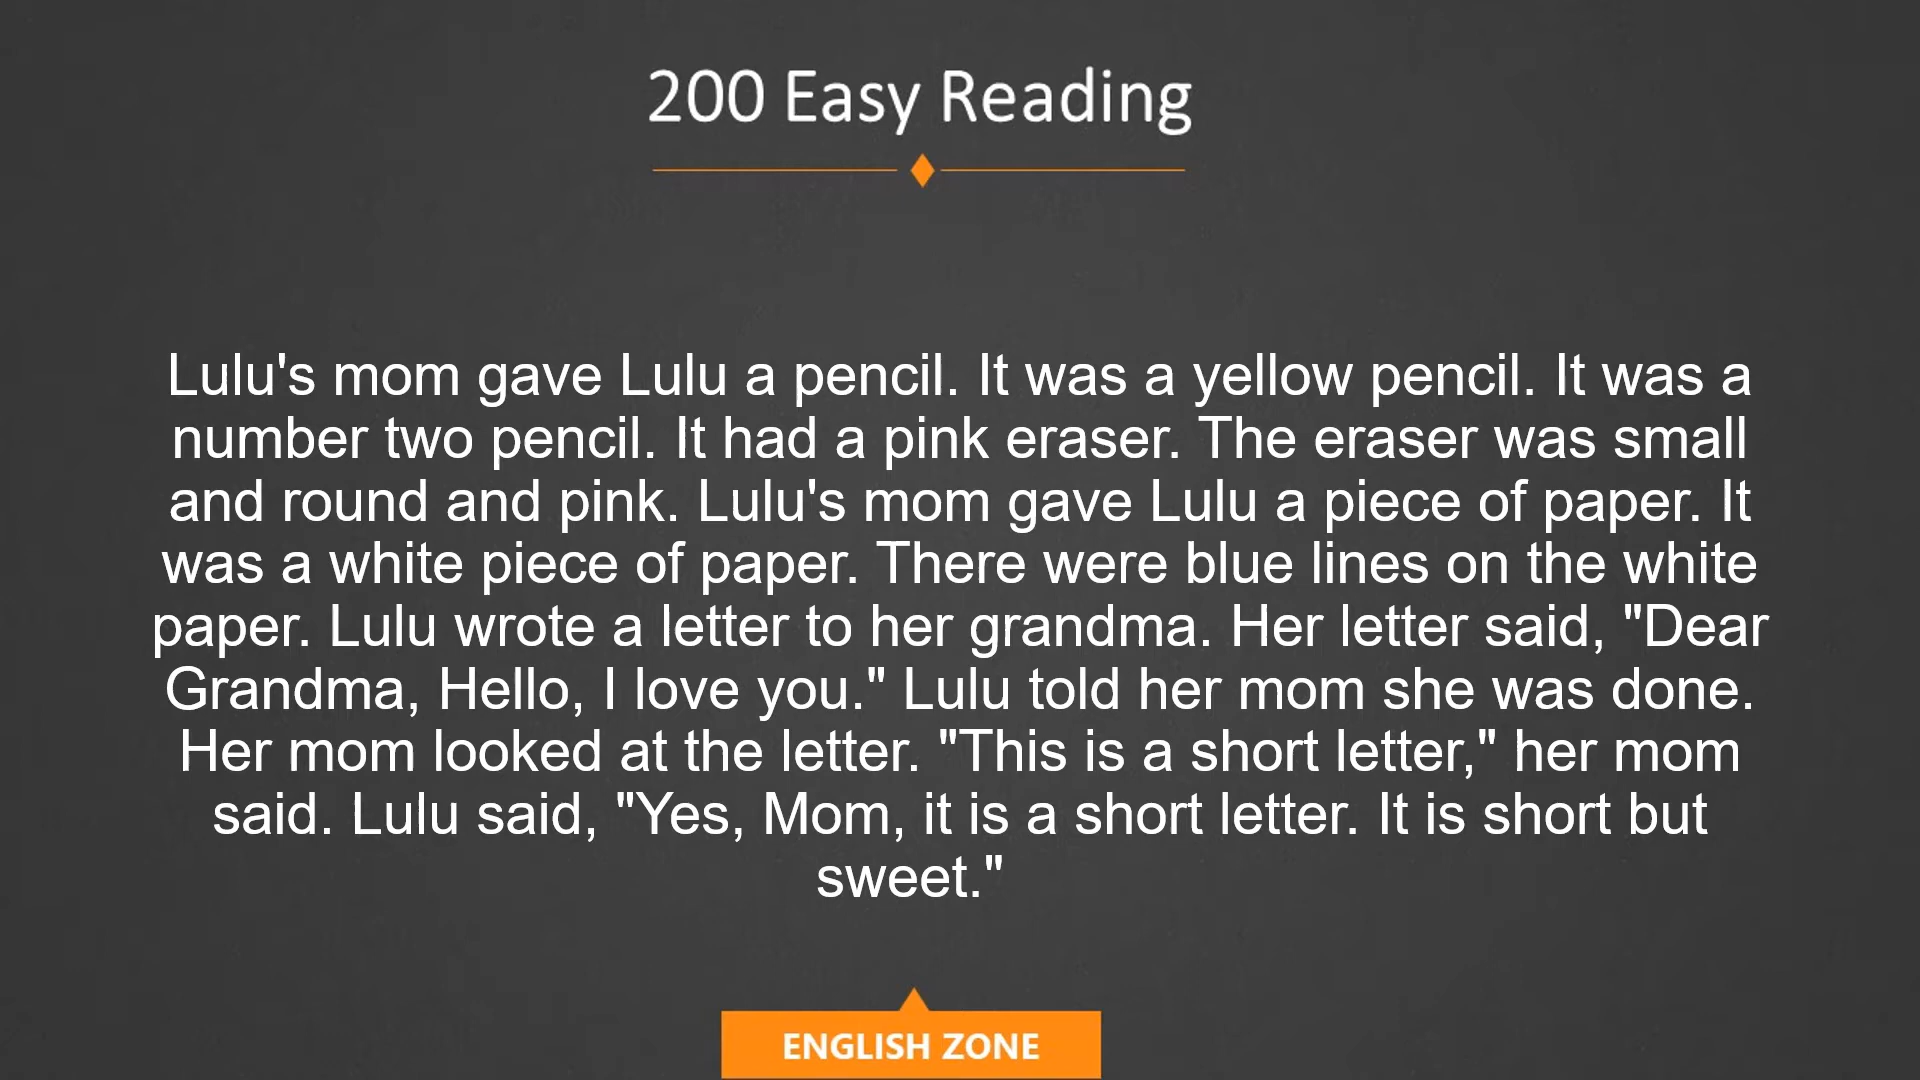 200 Easy Reading
Lulu's mom gave Lulu a pencil. It was a yellow pencil. It was a
number two pencil. It had a pink eraser. The eraser was small
and round and pink. Lulu's mom gave Lulu a piece of paper. It
was a white piece of paper. There were blue lines on the white
paper. Lulu wrote a letter to her grandma. Her letter said, "Dear
Grandma, Hello, I love you." Lulu told her mom she was done.
Her mom looked at the letter. "This is a short letter," her mom
said. Lulu said, "Yes, Mom, it is a short letter. It is short but
sweet."
ENGLISH ZONE